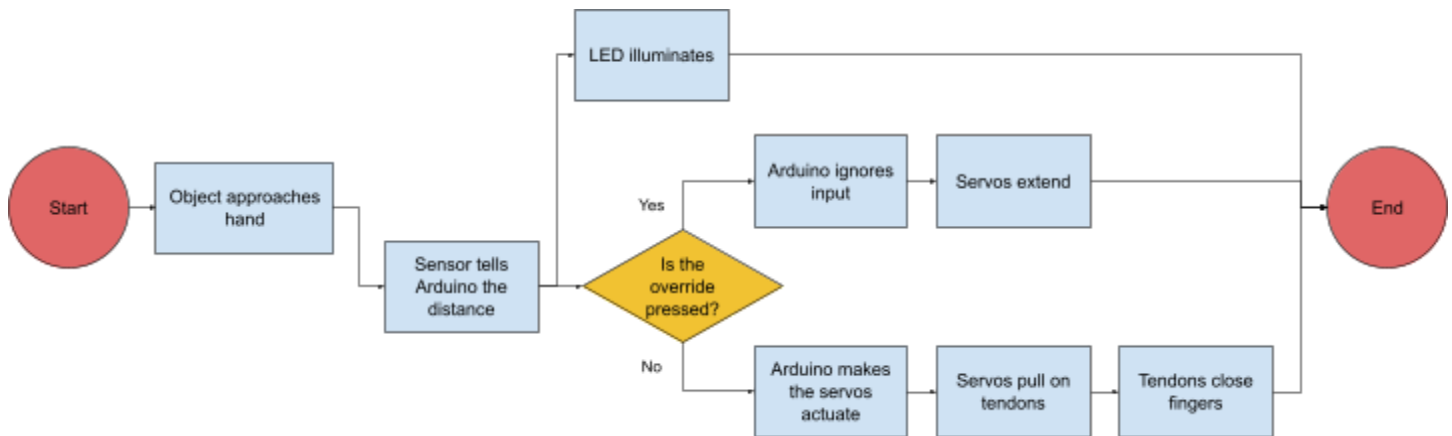 Start
Object approaches
hand
Sensor tells
Arduino the
distance
LED illuminates
Is the
override
pressed?
Yes
Arduino ignores
input
Servos extend
No
Arduino makes
the servos
actuate
Servos pull on
tendons
Tendons close
fingers
End